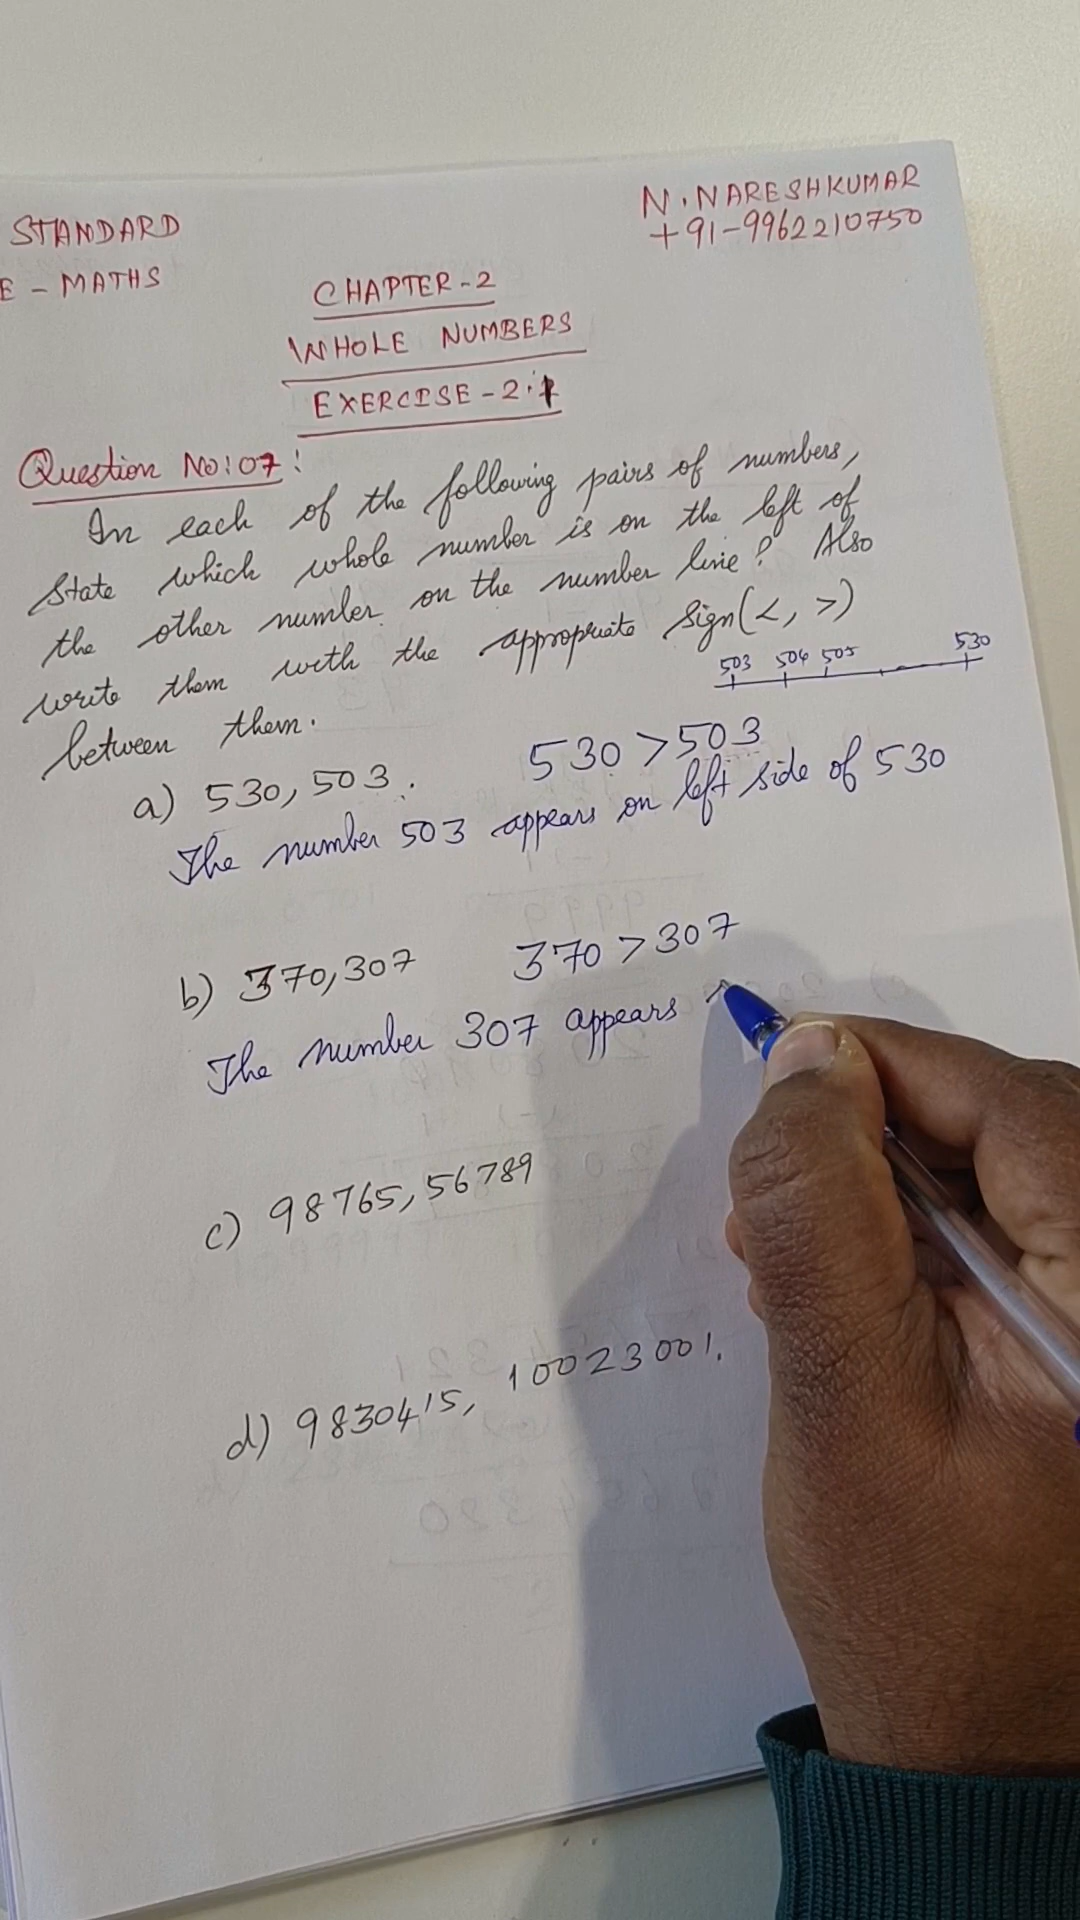 STANDARD
N. NARESHKUMAR
+91-9962210750
E - MATHS
CHAPTER-2
WHOLE NUMBERS
EXERCISE-2.1
Question No:07:
In each of the following pairs of numbers,
State which whole number is on the left of
the other number on the number line? Also
write them with the appropriate Sign(<, >)
between them.
503 504 505 530
a) 530, 503. 530 > 503
The number 503 appears on left side of 530
b) 370, 307 370 > 307
The number 307 appears
c) 98765, 56789
d) 9830415, 10023001.